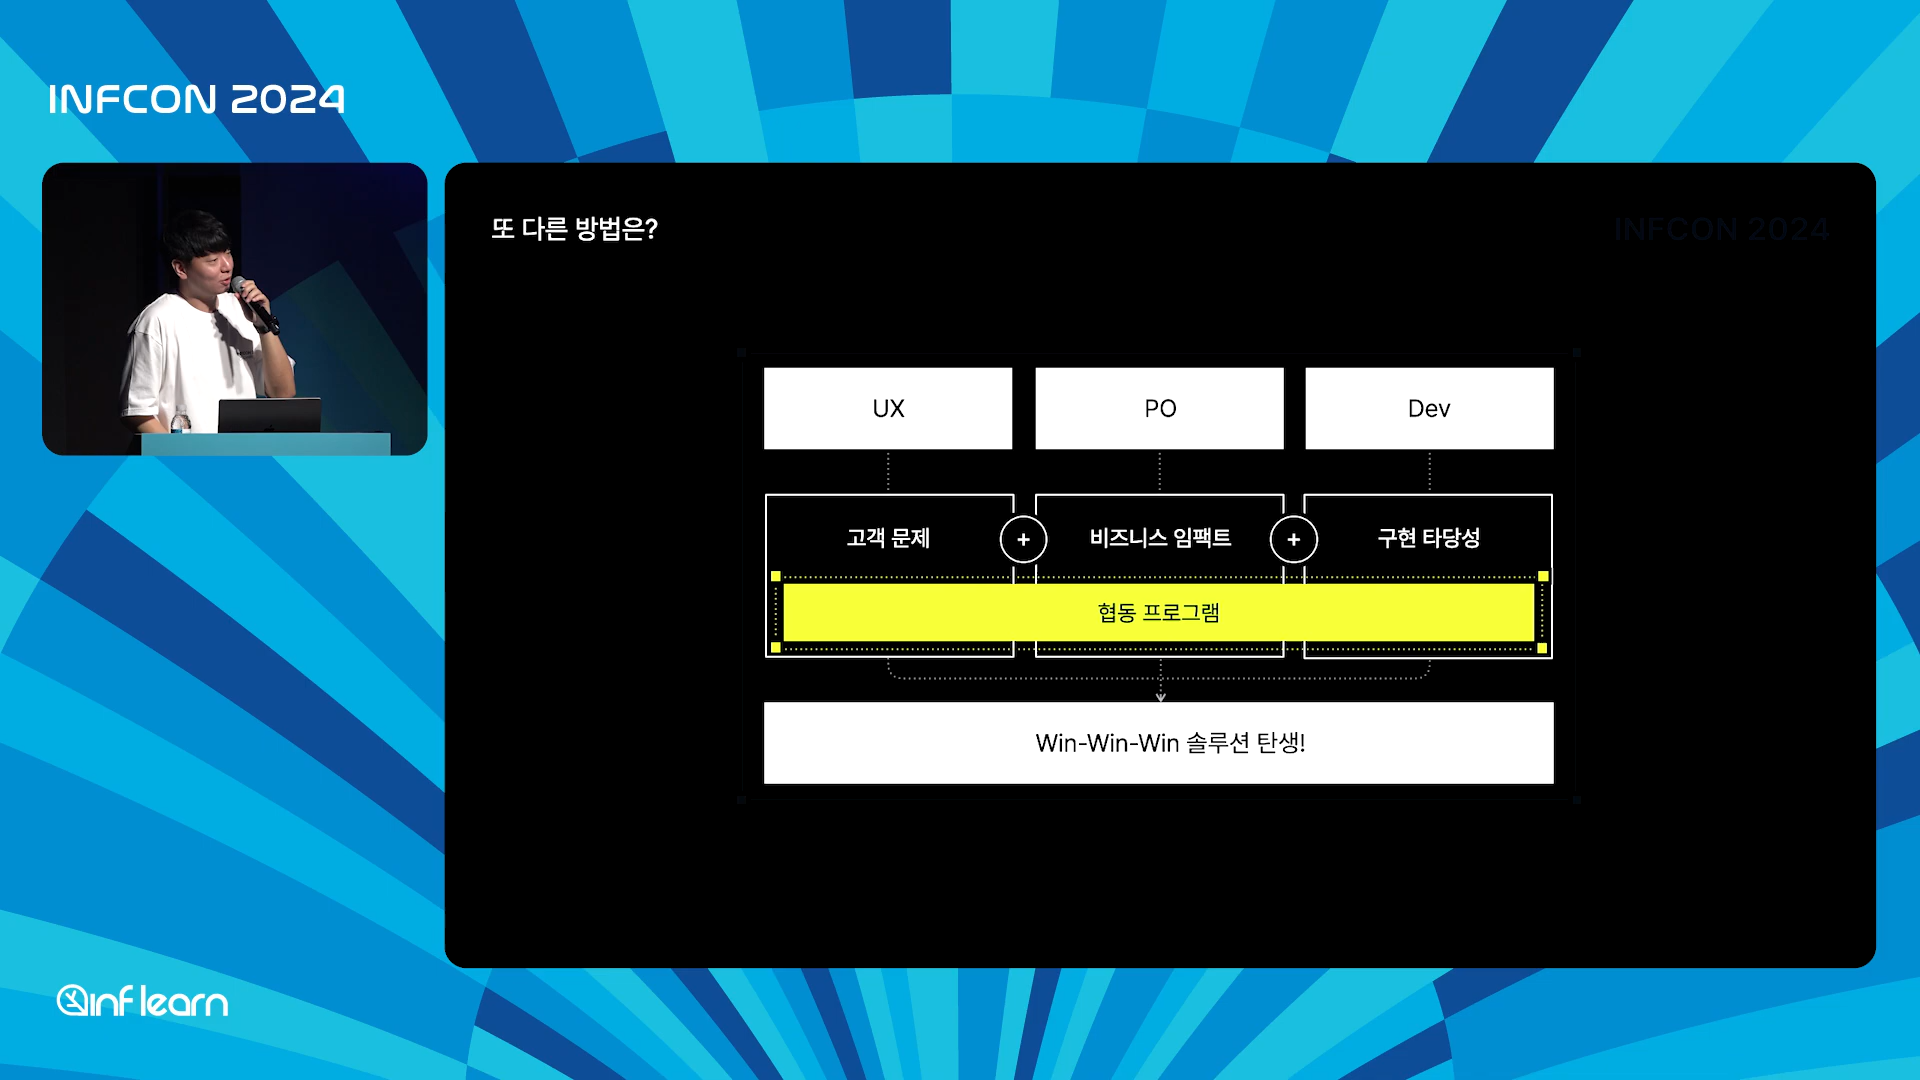 INFCON 2024
또 다른 방법은?
INFCON 2024
UX
PO
Dev
고객 문제
+
비즈니스 임팩트
+
구현 타당성
협동 프로그램
Win-Win-Win 솔루션 탄생!
inflearn